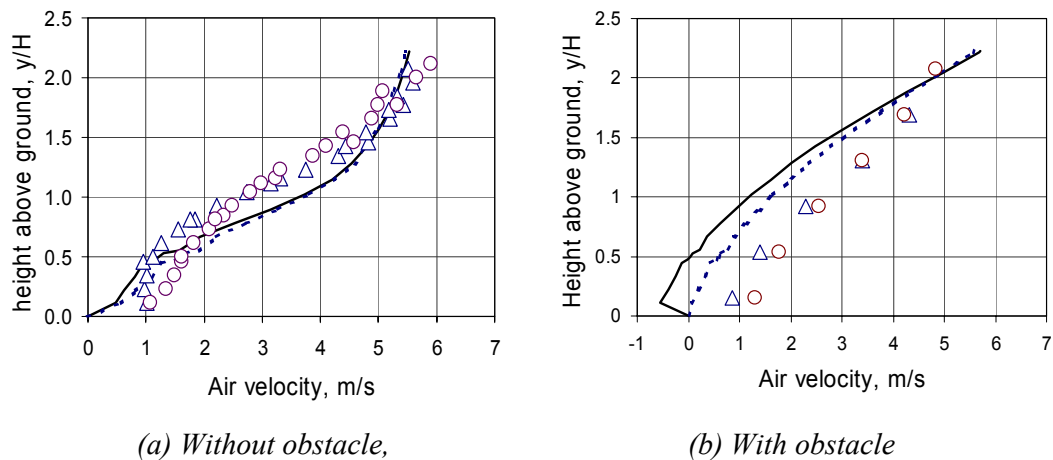 2.5
2.0
1.5
1.0
0.5
0.0
height above ground, y/H
0 1 2 3 4 5 6 7
Air velocity, m/s
(a) Without obstacle,
2.5
2
1.5
1
0.5
0
Height above ground, y/H
-1 0 1 2 3 4 5 6 7
Air velocity, m/s
(b) With obstacle